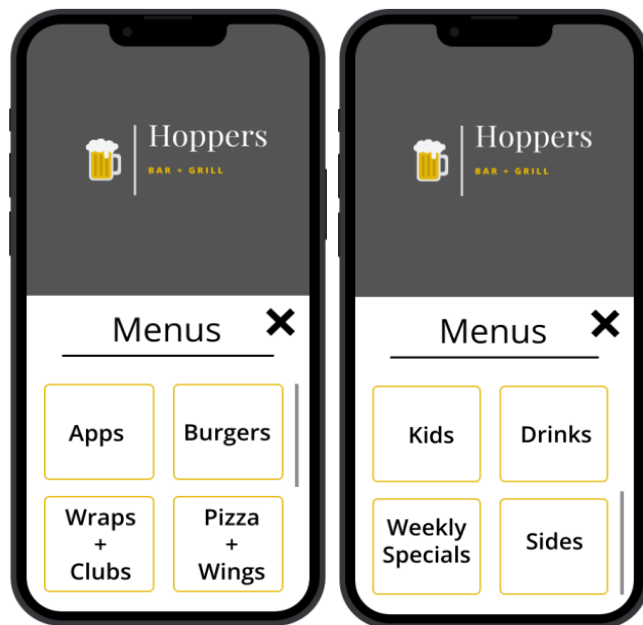 Hoppers
BAR + GRILL
Menus
Apps
Burgers
Wraps
+
Clubs
Pizza
+
Wings
Hoppers
BAR + GRILL
Menus
Kids
Drinks
Weekly
Specials
Sides